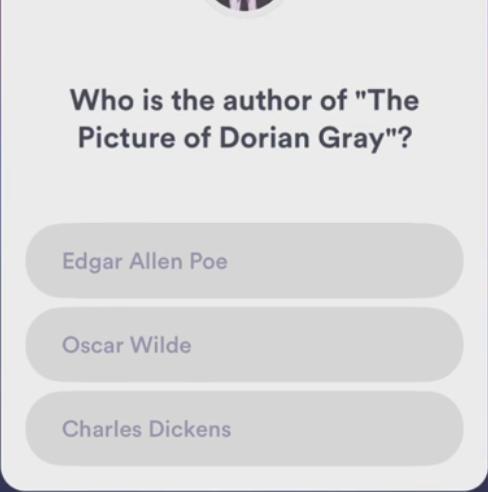 Who is the author of "The
Picture of Dorian Gray"?
Edgar Allen Poe
Oscar Wilde
Charles Dickens